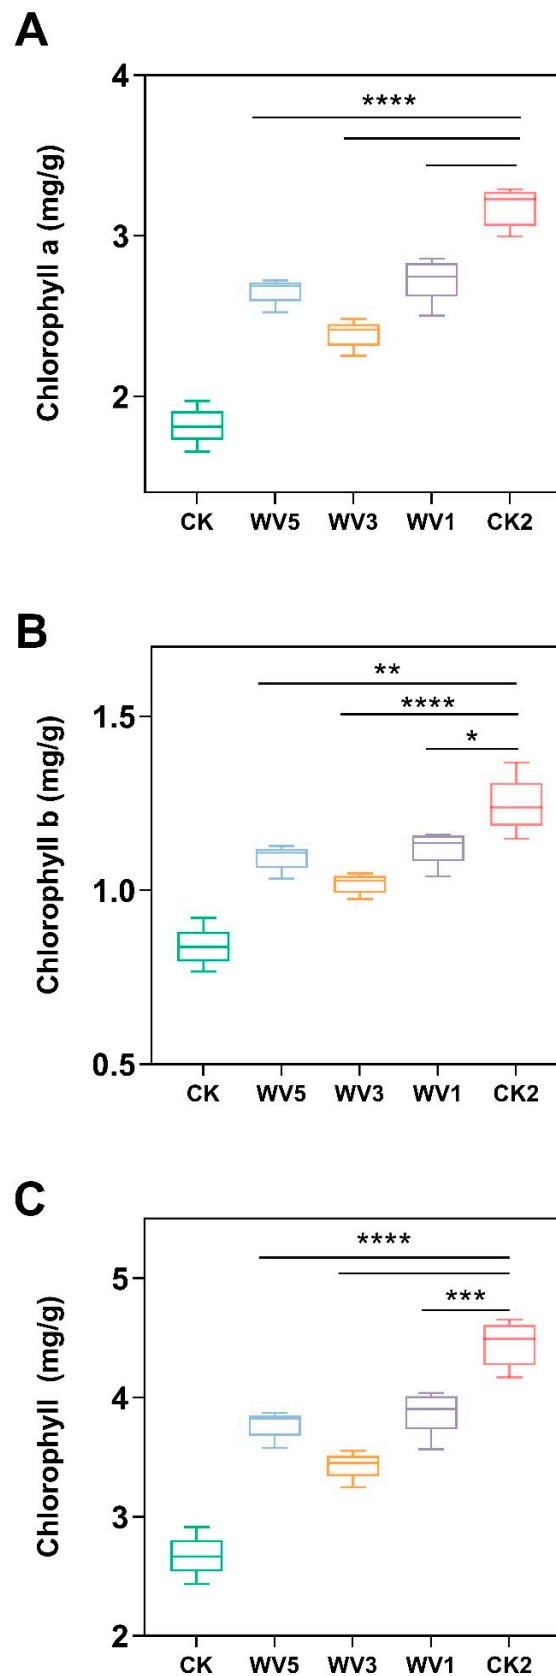 A
Chlorophyll a (mg/g)
4
3
2
****
CK WV5 WV3 WV1 CK2
B
Chlorophyll b (mg/g)
1.5
1.0
0.5
**
****
*
CK WV5 WV3 WV1 CK2
C
Chlorophyll (mg/g)
5
4
3
2
****
***
CK WV5 WV3 WV1 CK2